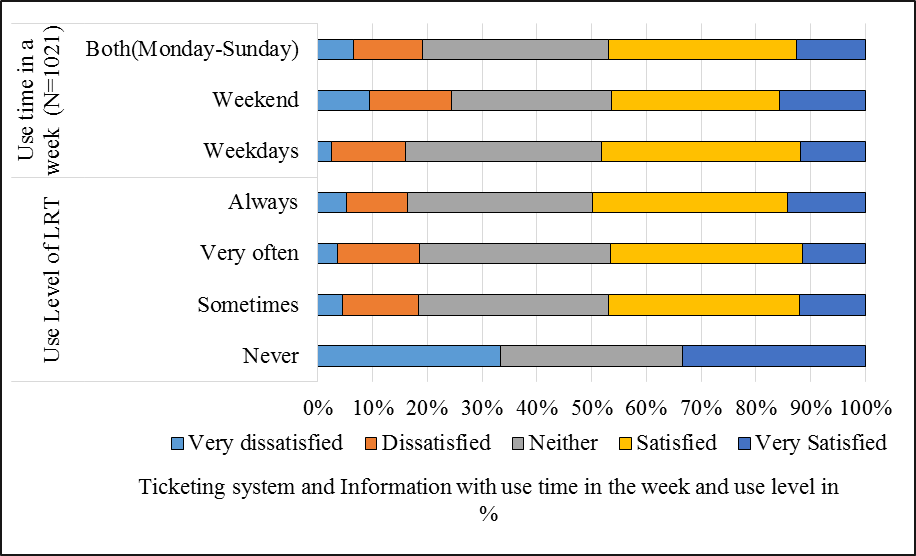 Use time in a
week (N=1021)
Both(Monday-Sunday)
Weekend
Weekdays
Use Level of LRT
Always
Very often
Sometimes
Never
0% 10% 20% 30% 40% 50% 60% 70% 80% 90% 100%
Very dissatisfied Dissatisfied Neither Satisfied Very Satisfied
Ticketing system and Information with use time in the week and use level in
%